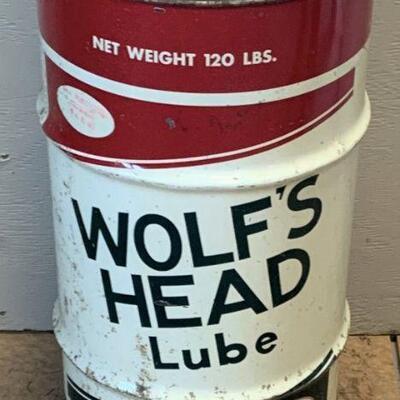 NET WEIGHT 120 LBS.
WOLF'S
HEAD
Lube